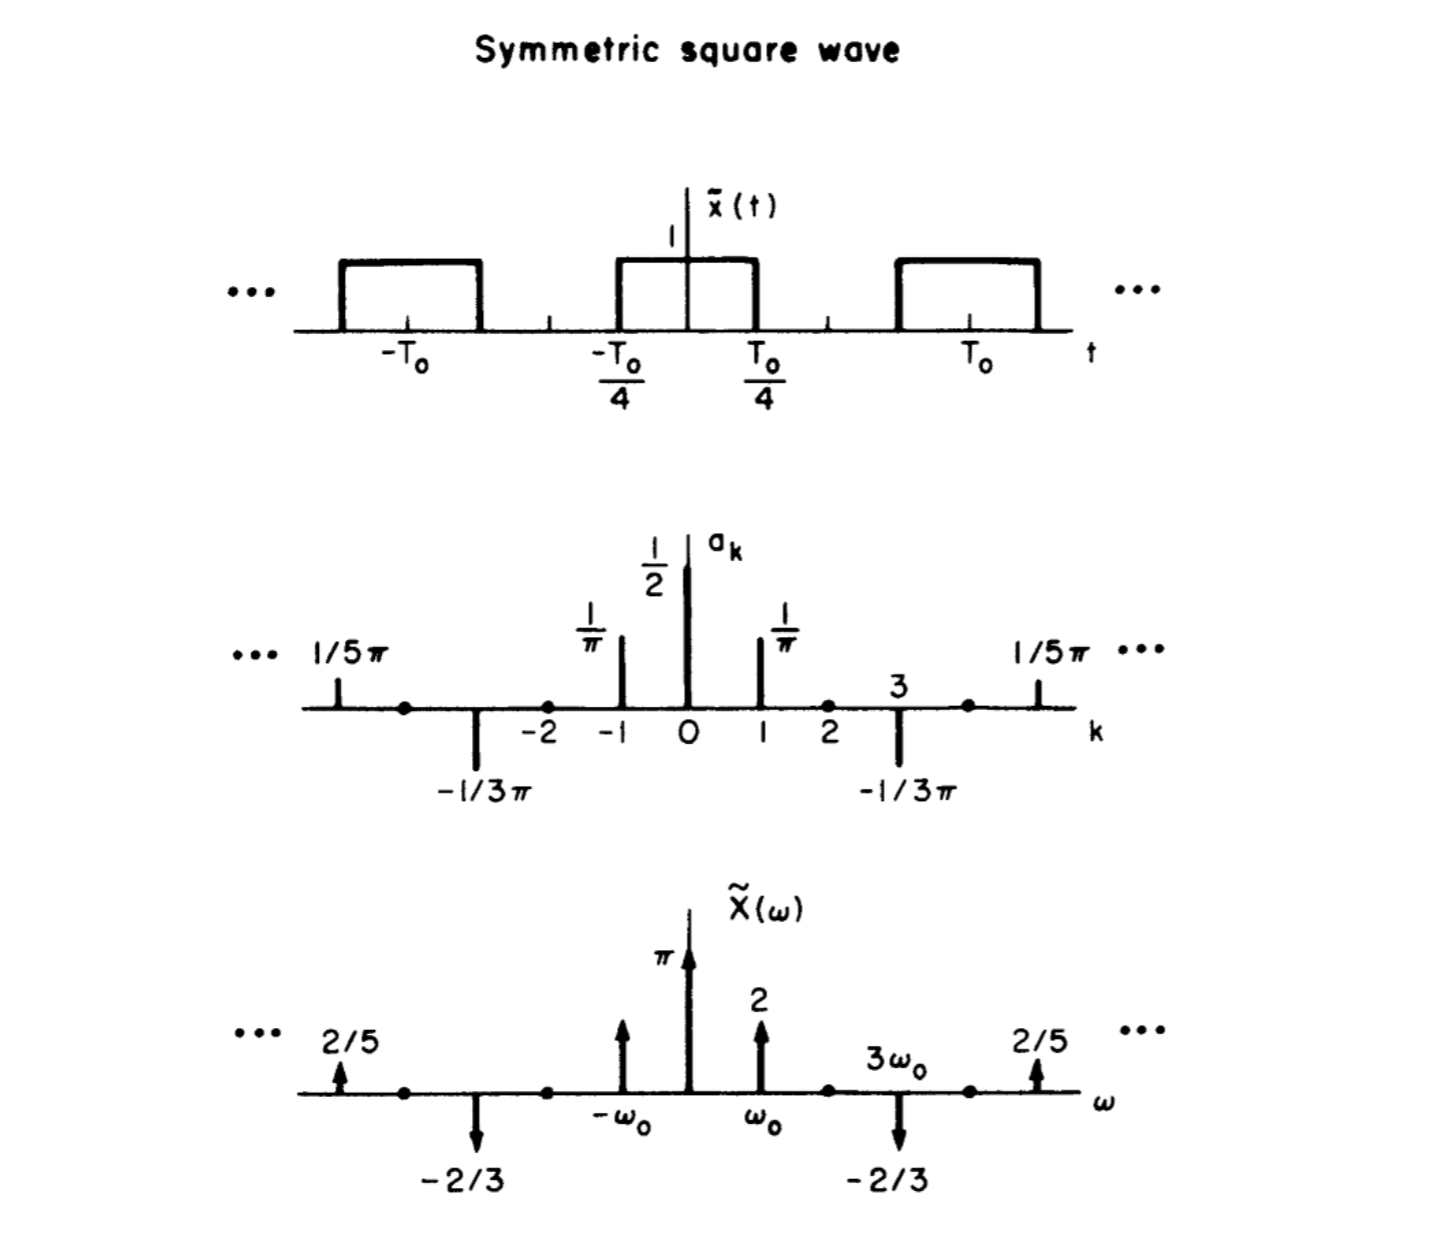 Symmetric square wave
x̃(t)
1
... ...
-T₀ -T₀/4 T₀/4 T₀ t
aₖ
1/2
1/π 1/π
... 1/5π 1/5π ...
3
-2 -1 0 1 2 k
-1/3π -1/3π
X̃(ω)
π
2
... 2/5 3ω₀ 2/5 ...
-ω₀ ω₀ ω
-2/3 -2/3